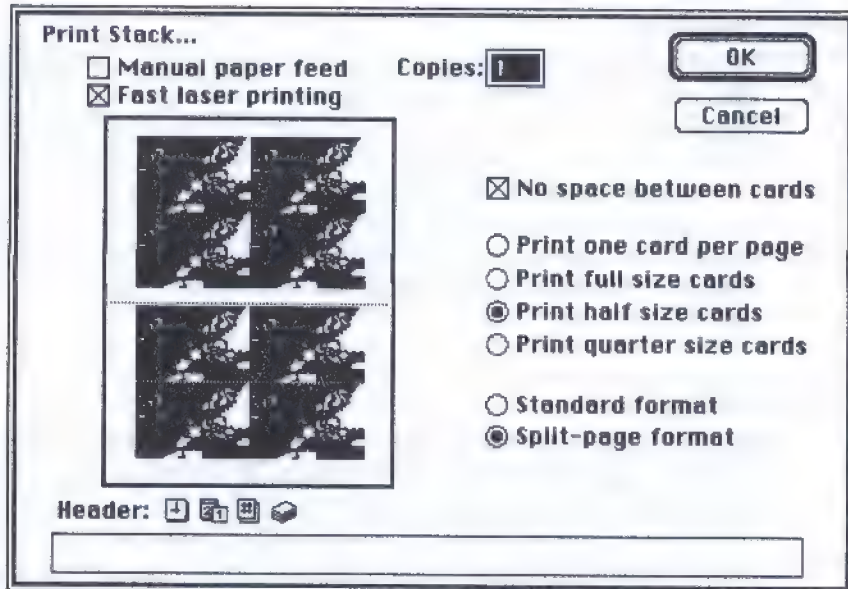 Print Stack...
Manual paper feed
Copies: 1
OK
Fast laser printing
Cancel
No space between cards
Print one card per page
Print full size cards
Print half size cards
Print quarter size cards
Standard format
Split-page format
Header: